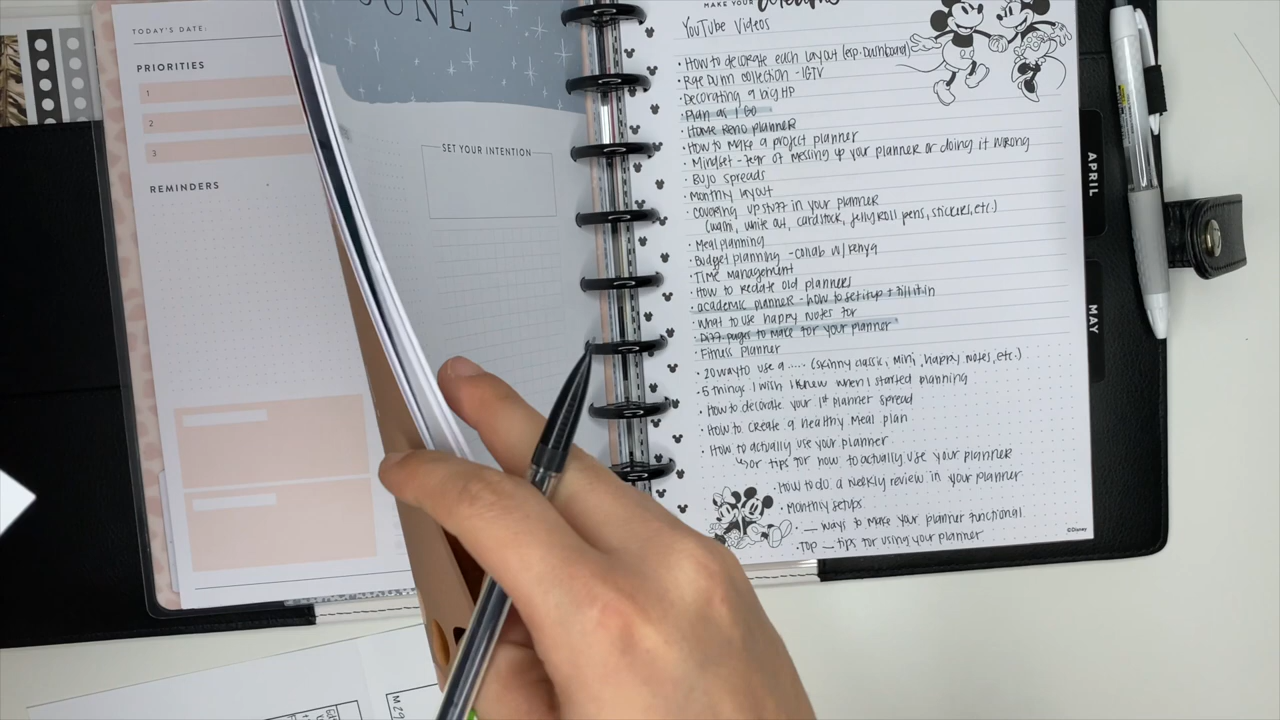 TODAY'S DATE:
PRIORITIES
1
2
3
REMINDERS
JUNE
SET YOUR INTENTION
MAKE YOUR
YouTube Videos
• How to decorate each layout (esp. Dashboard)
• Rae Dunn collection - IGTV
• Decorating a big HP
• Plan as I Go
• Home Reno planner
• How to make a project planner
• Mindset - fear of messing up your planner or doing it wrong
• Bujo spreads
• Monthly layout
• covering up stuff in your planner
(washi, white out, cardstock, jelly roll pens, stickers, etc.)
• Meal planning
• Budget planning - collab w/
• Time management
• How to redate old planners
• academic planner - how to set it up + fill it in
• What to use happy notes for
• Diff pages to make for your planner
• Fitness planner
• 20 way to use a ..... (skinny classic, mini, happy notes, etc.)
• 5 things I wish I knew when I started planning
• How to decorate your 1st planner spread
• How to create a healthy meal plan
• How to actually use your planner
↳ or tips for how to actually use your planner
• How to do a weekly review in your planner
• Monthly setups
• __ ways to make your planner functional
• Top __ tips for using your planner
©Disney
APRIL
MAY
M 29